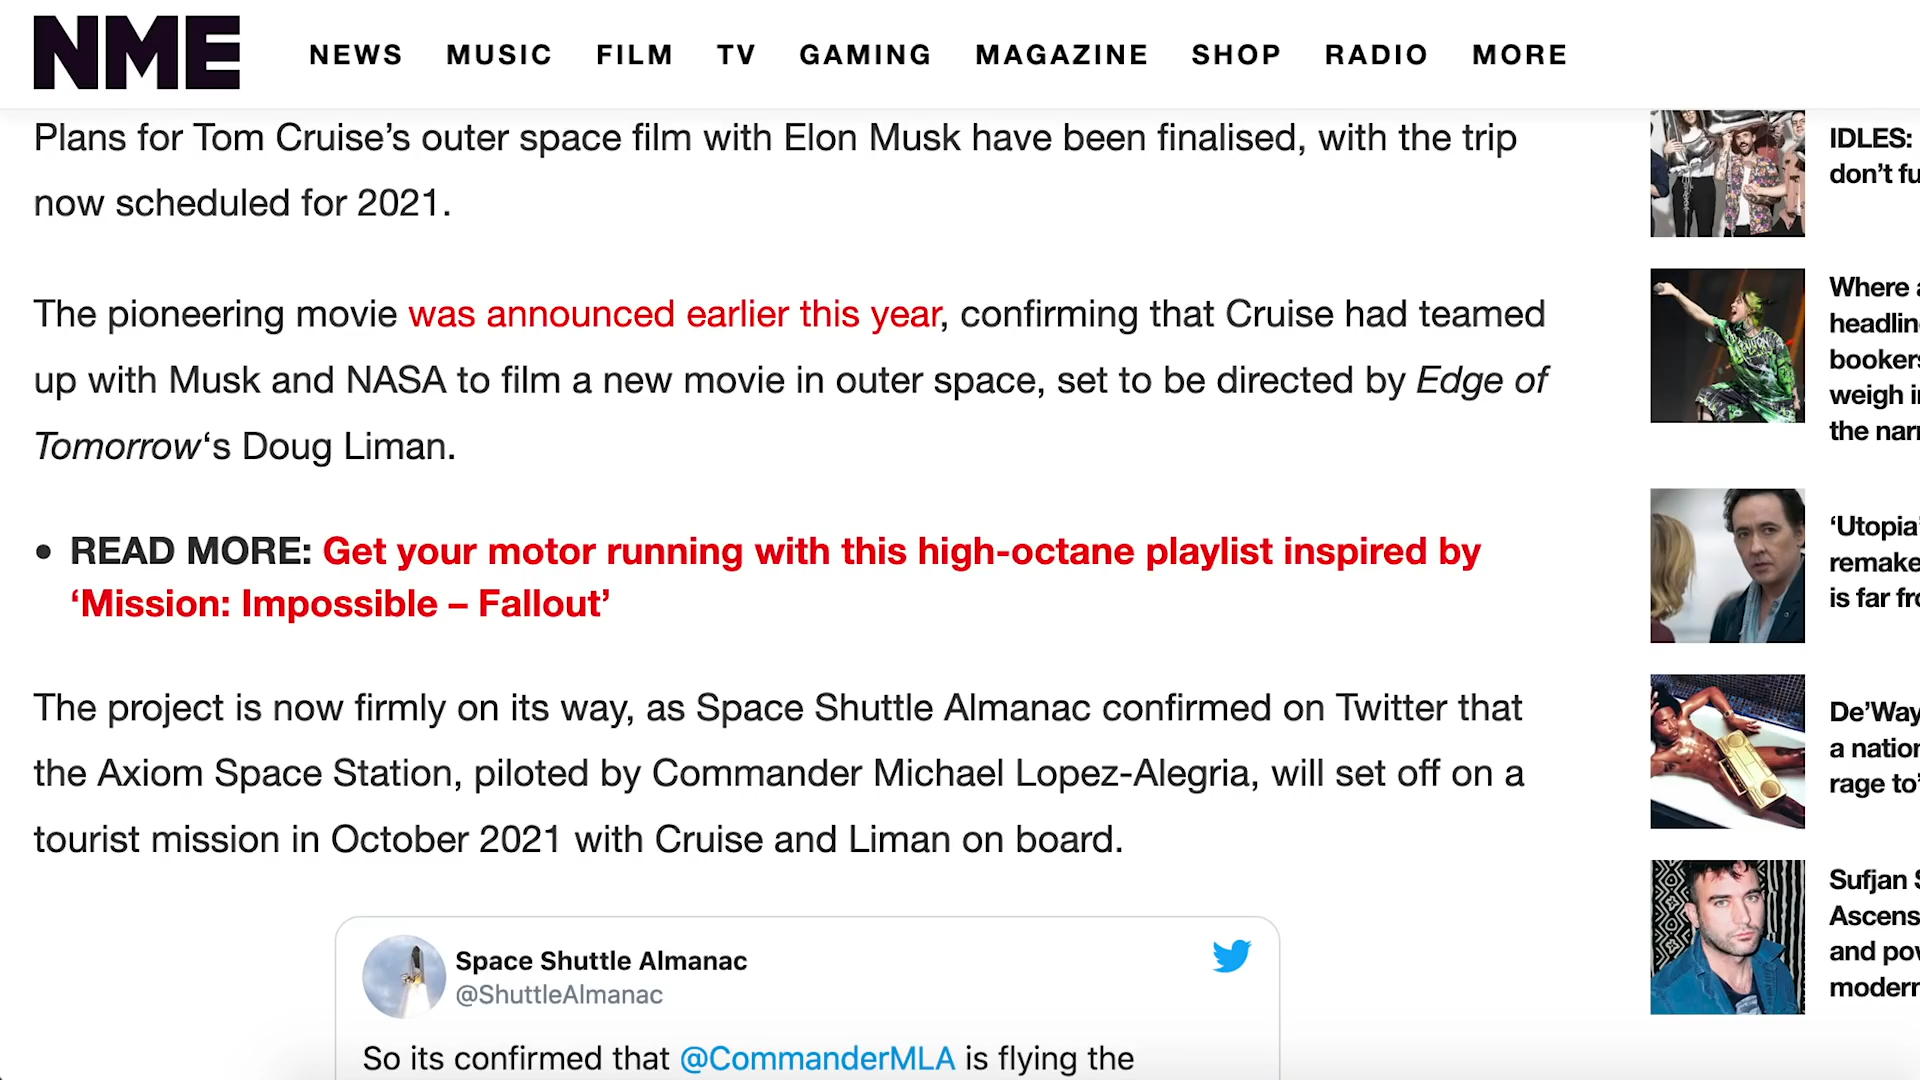 NME
NEWS MUSIC FILM TV GAMING MAGAZINE SHOP RADIO MORE
Plans for Tom Cruise’s outer space film with Elon Musk have been finalised, with the trip
now scheduled for 2021.
The pioneering movie was announced earlier this year, confirming that Cruise had teamed
up with Musk and NASA to film a new movie in outer space, set to be directed by Edge of
Tomorrow‘s Doug Liman.
• READ MORE: Get your motor running with this high-octane playlist inspired by
‘Mission: Impossible – Fallout’
The project is now firmly on its way, as Space Shuttle Almanac confirmed on Twitter that
the Axiom Space Station, piloted by Commander Michael Lopez-Alegria, will set off on a
tourist mission in October 2021 with Cruise and Liman on board.
Space Shuttle Almanac
@ShuttleAlmanac
So its confirmed that @CommanderMLA is flying the
IDLES:
don’t fu
Where a
headlin
bookers
weigh i
the narr
‘Utopia’
remake
is far fro
De’Way
a nation
rage to’
Sufjan S
Ascens
and pow
modern